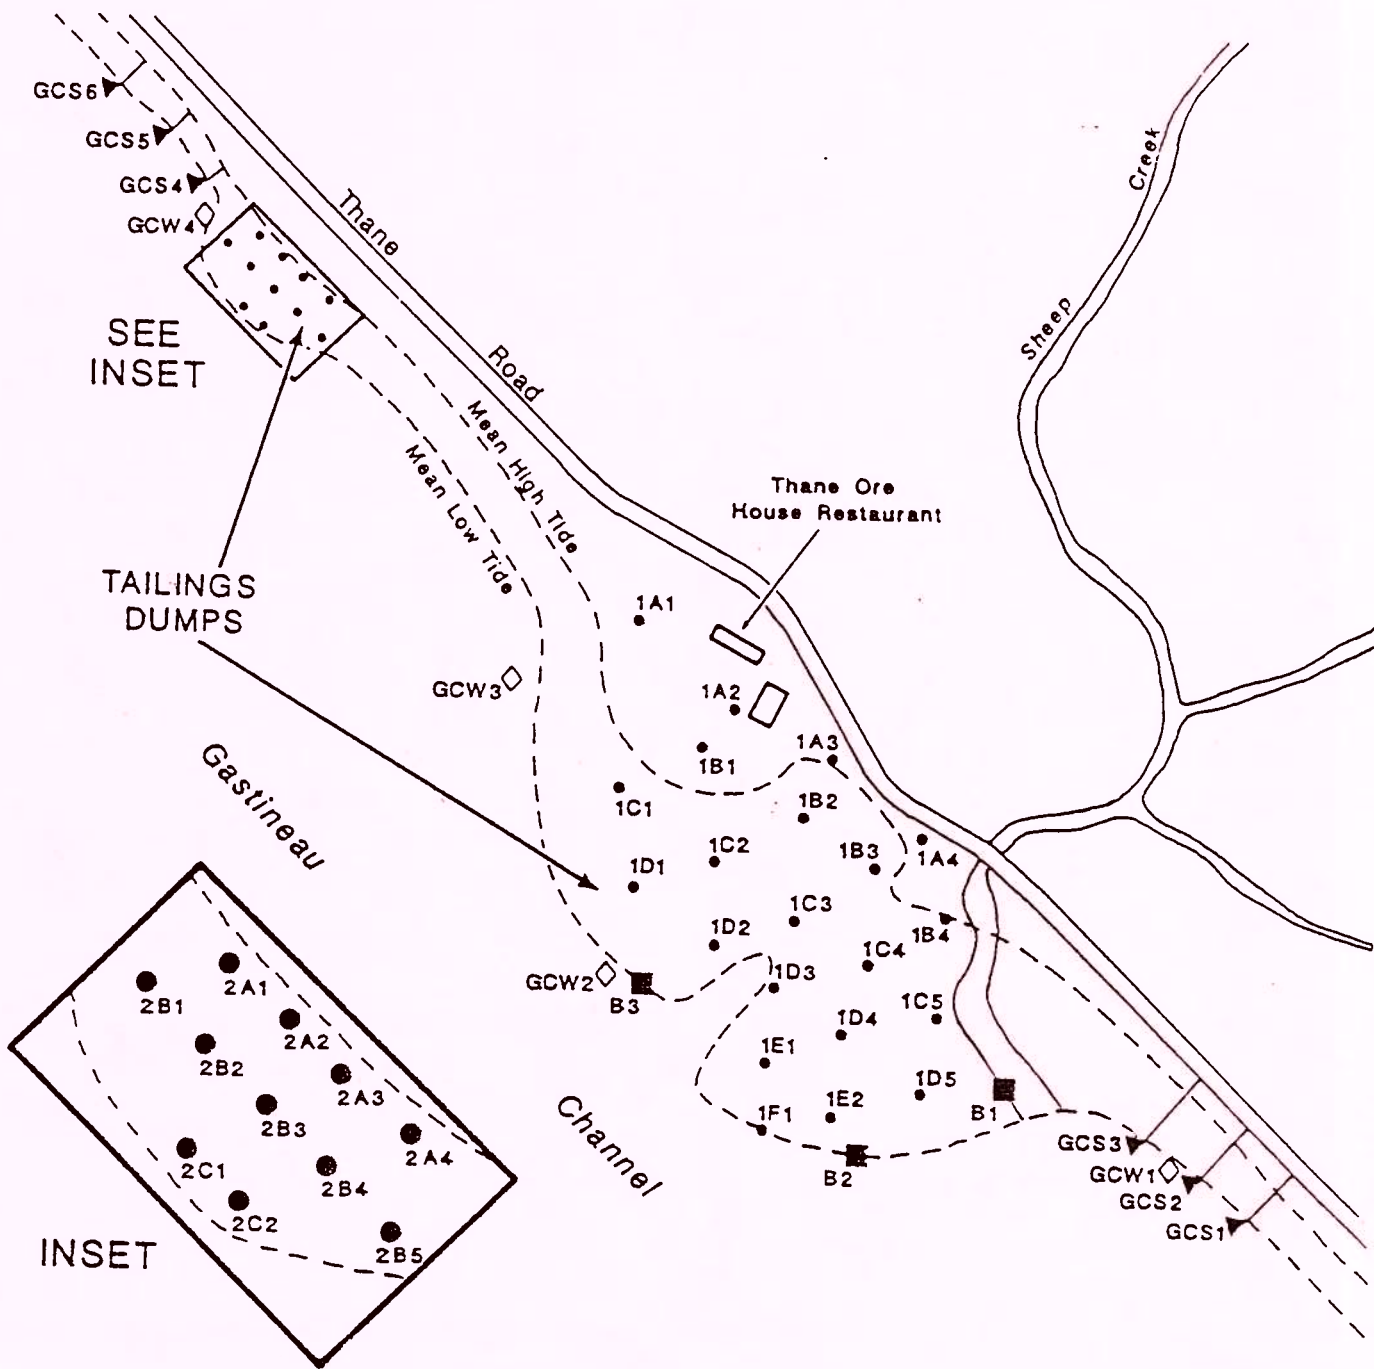 GCS6
GCS5
GCS4
GCW4
SEE
INSET
Thane
Road
Creek
Sheep
Mean High Tide
Mean Low Tide
Thane Ore
House Restaurant
TAILINGS
DUMPS
1A1
GCW3
1A2
1A3
1B1
1C1
1B2
1B3
1A4
1C2
1D1
1C3
1B4
1D2
1C4
GCW2
B3
1D3
1C5
1D4
1E1
1D5
1E2
1F1
B1
B2
GCS3
GCW1
GCS2
GCS1
Gastineau
Channel
2A1
2B1
2A2
2B2
2A3
2B3
2A4
2C1
2B4
2C2
2B5
INSET